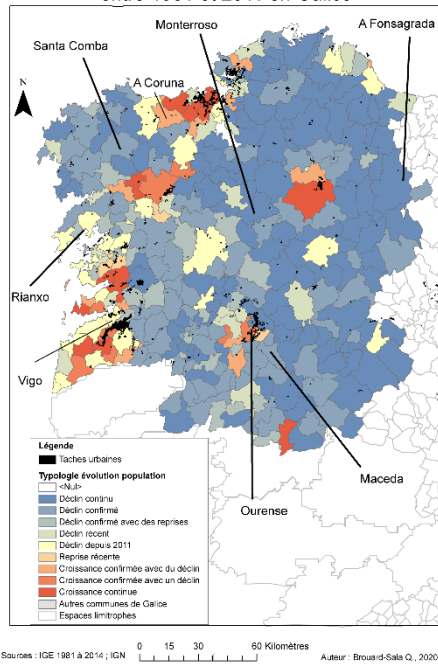 A Fonsagrada
Monterroso
Santa Comba
A Coruna
N
Rianxo
Vigo
Maceda
Ourense
Légende
Taches urbaines
Typologie évolution population
<Nul>
Déclin continu
Déclin confirmé
Déclin confirmé avec des reprises
Déclin récent
Déclin depuis 2011
Reprise récente
Croissance confirmée avec du déclin
Croissance confirmée avec un déclin
Croissance continue
Autres communes de Galice
Espaces limitrophes
0 15 30 60 Kilomètres
Sources : IGE 1981 à 2014 ; IGN
Auteur : Brouard-Sala Q., 2020